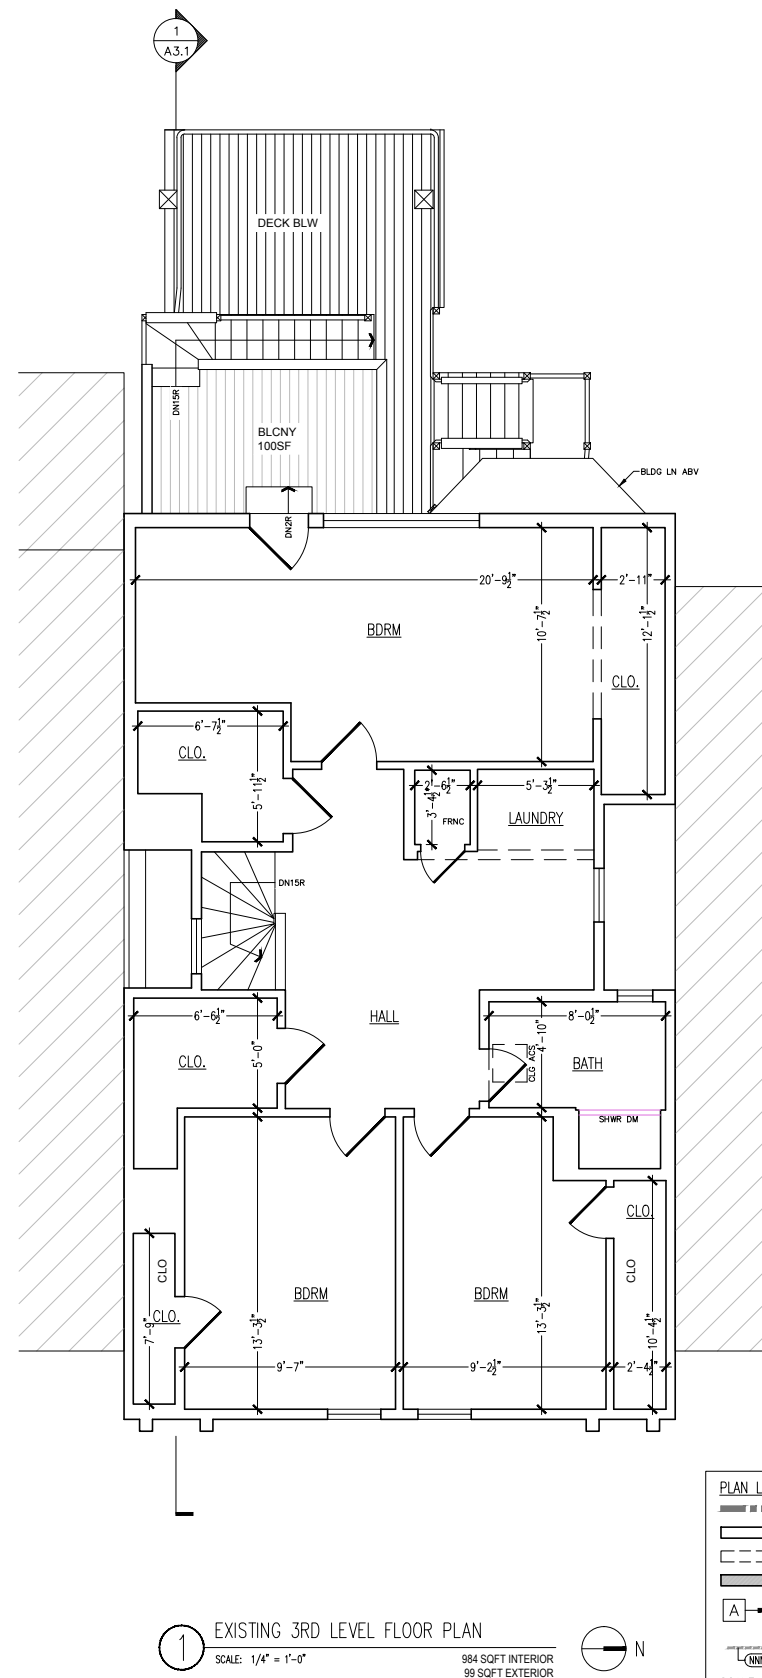 1
A3.1
DECK BLW
DN15R
BLCNY
100SF
BLDG LN ABV
DN2R
20'-9½"
2'-11"
10'-7½"
12'-1½"
BDRM
CLO.
6'-7½"
CLO.
5'-11½"
2'-6½"
5'-3½"
3'-4½"
FRNC
LAUNDRY
DN15R
HALL
6'-6½"
5'-0"
CLO.
8'-0½"
4'-10"
CLG ACS
BATH
SHWR DM
CLO.
CLO
CLO
CLO.
7'-9"
BDRM
BDRM
13'-3½"
13'-3½"
10'-4½"
9'-7"
9'-2½"
2'-4½"
PLAN L
A
1
EXISTING 3RD LEVEL FLOOR PLAN
SCALE: 1/4" = 1'-0"
984 SQFT INTERIOR
99 SQFT EXTERIOR
N